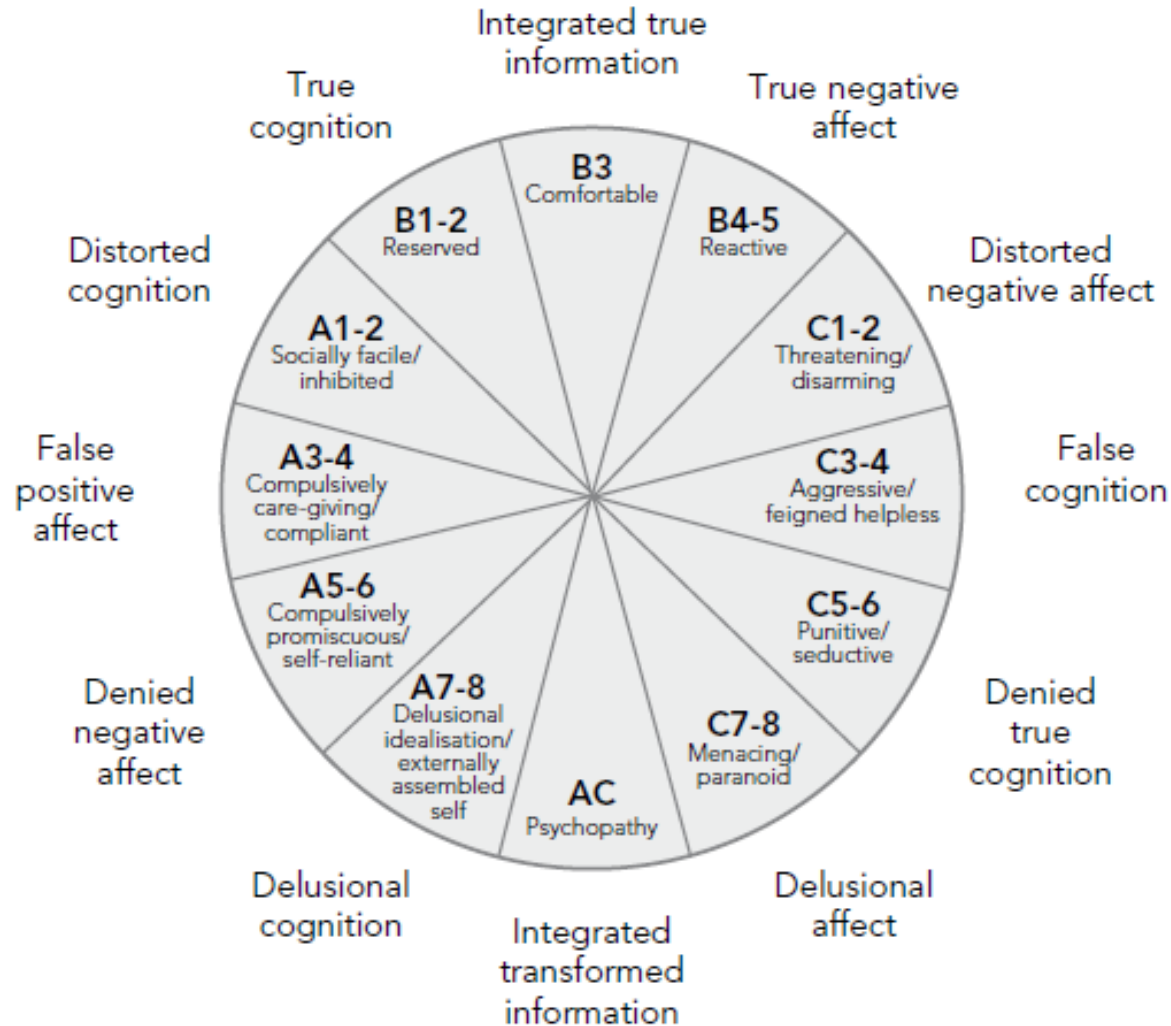 Integrated true
information
True
cognition
True negative
affect
B3
Comfortable
B1-2
Reserved
B4-5
Reactive
Distorted
cognition
Distorted
negative affect
A1-2
Socially facile/
inhibited
C1-2
Threatening/
disarming
False
positive
affect
A3-4
Compulsively
care-giving/
compliant
C3-4
Aggressive/
feigned helpless
False
cognition
A5-6
Compulsively
promiscuous/
self-reliant
C5-6
Punitive/
seductive
Denied
negative
affect
A7-8
Delusional
idealisation/
externally
assembled
self
C7-8
Menacing/
paranoid
Denied
true
cognition
AC
Psychopathy
Delusional
cognition
Delusional
affect
Integrated
transformed
information